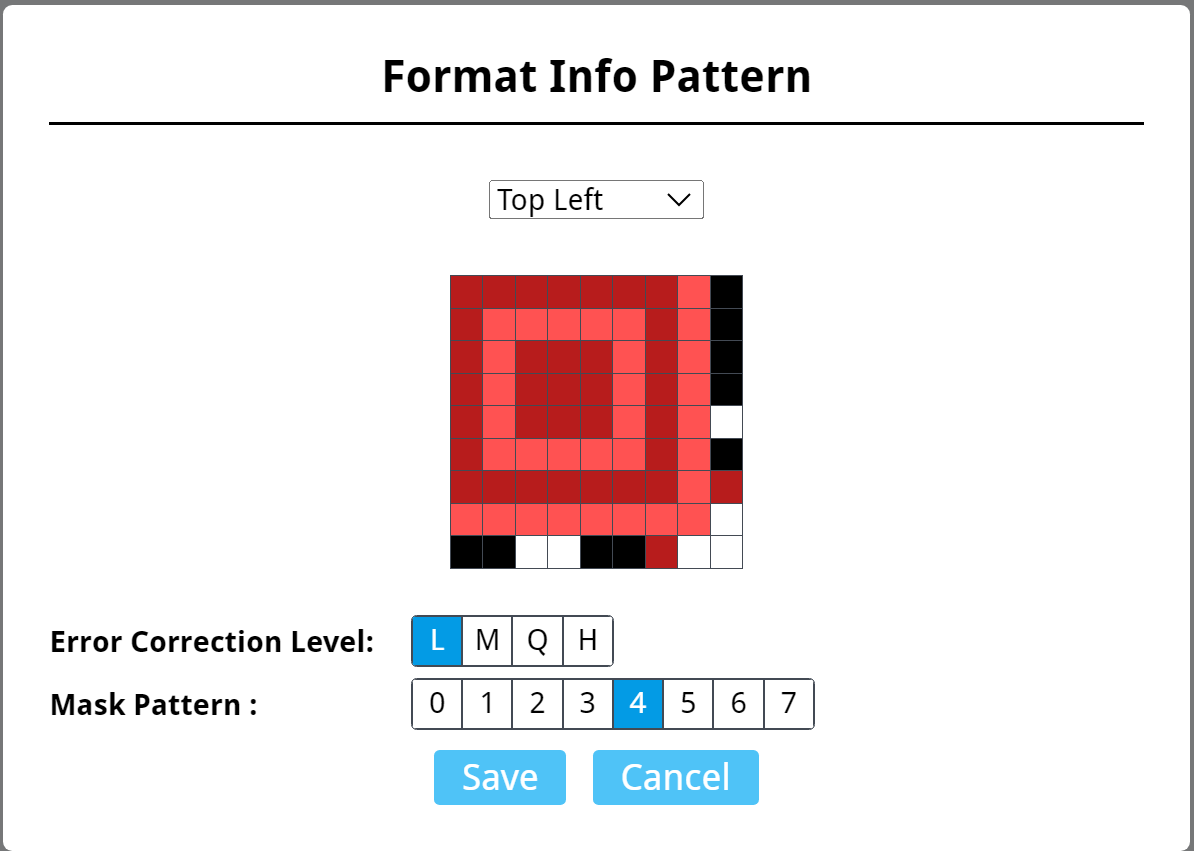 Format Info Pattern
Top Left
Error Correction Level: L M Q H
Mask Pattern : 0 1 2 3 4 5 6 7
Save Cancel